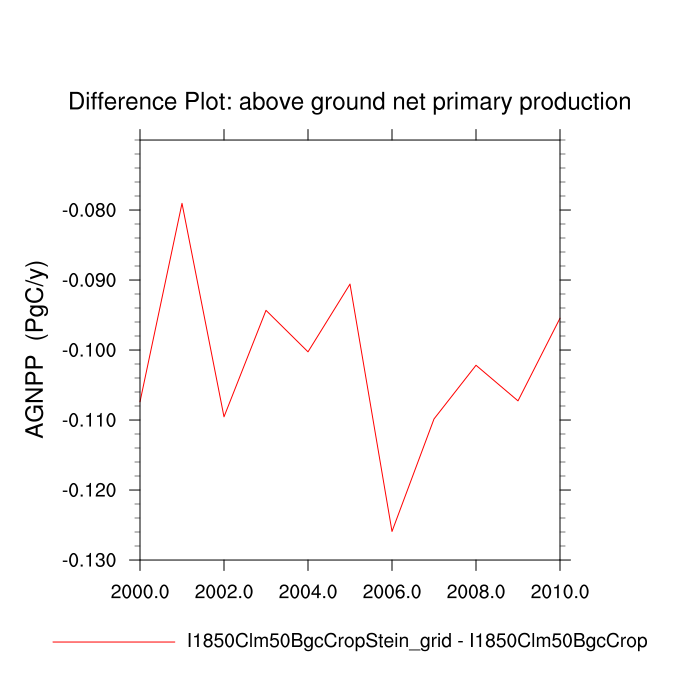 Difference Plot: above ground net primary production
AGNPP (PgC/y)
-0.080
-0.090
-0.100
-0.110
-0.120
-0.130
2000.0 2002.0 2004.0 2006.0 2008.0 2010.0
I1850Clm50BgcCropStein_grid - I1850Clm50BgcCrop